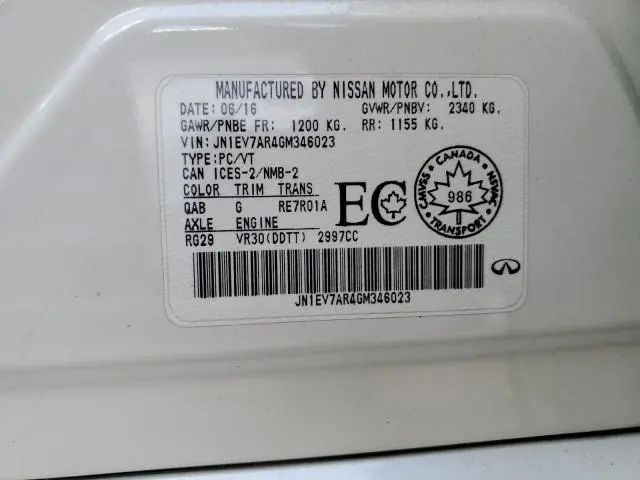 MANUFACTURED BY NISSAN MOTOR CO.,LTD.
DATE: 06/16 GVWR/PNBV: 2340 KG.
GAWR/PNBE FR: 1200 KG. RR: 1155 KG.
VIN: JN1EV7AR4GM346023
TYPE: PC/VT
CAN ICES-2/NMB-2
COLOR TRIM TRANS
QAB G RE7R01A
AXLE ENGINE
RG29 VR30(DDTT) 2997CC
EC
CANADA
CMVSS
NSVAC
986
TRANSPORT
JN1EV7AR4GM346023